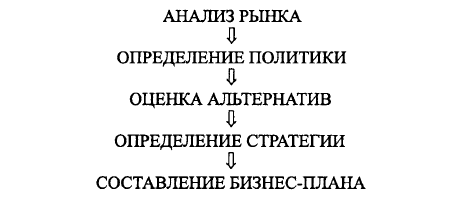 АНАЛИЗ РЫНКА
⇩
ОПРЕДЕЛЕНИЕ ПОЛИТИКИ
⇩
ОЦЕНКА АЛЬТЕРНАТИВ
⇩
ОПРЕДЕЛЕНИЕ СТРАТЕГИИ
⇩
СОСТАВЛЕНИЕ БИЗНЕС-ПЛАНА